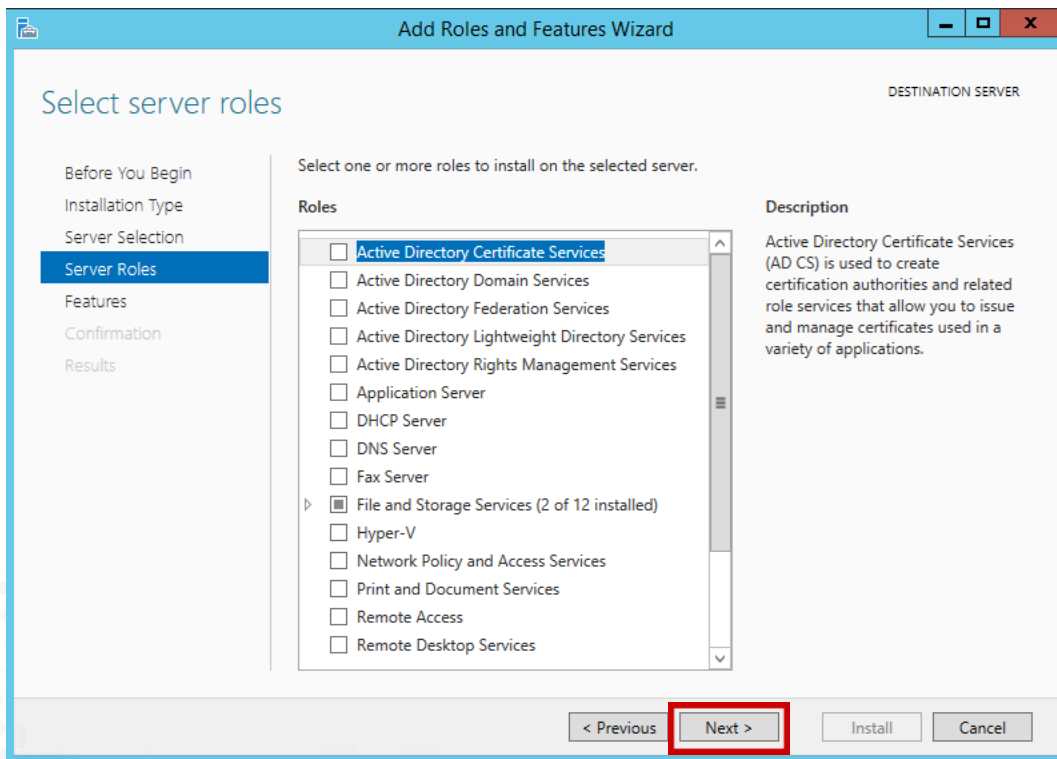 Add Roles and Features Wizard
Select server roles
DESTINATION SERVER
Before You Begin
Installation Type
Server Selection
Server Roles
Features
Confirmation
Results
Select one or more roles to install on the selected server.
Roles
Active Directory Certificate Services
Active Directory Domain Services
Active Directory Federation Services
Active Directory Lightweight Directory Services
Active Directory Rights Management Services
Application Server
DHCP Server
DNS Server
Fax Server
File and Storage Services (2 of 12 installed)
Hyper-V
Network Policy and Access Services
Print and Document Services
Remote Access
Remote Desktop Services
Description
Active Directory Certificate Services
(AD CS) is used to create
certification authorities and related
role services that allow you to issue
and manage certificates used in a
variety of applications.
< Previous
Next >
Install
Cancel